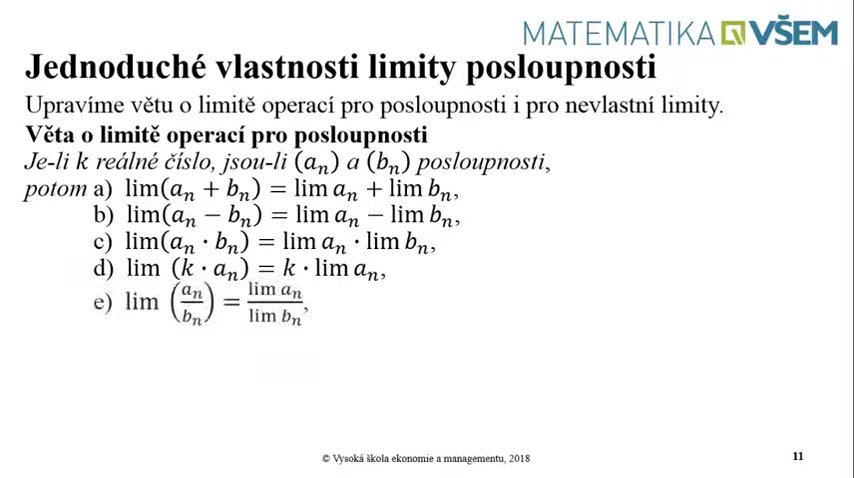 MATEMATIKA VŠEM
Jednoduché vlastnosti limity posloupnosti
Upravíme větu o limitě operací pro posloupnosti i pro nevlastní limity.
Věta o limitě operací pro posloupnosti
Je-li k reálné číslo, jsou-li (aₙ) a (bₙ) posloupnosti,
potom a) lim(aₙ + bₙ) = lim aₙ + lim bₙ,
b) lim(aₙ − bₙ) = lim aₙ − lim bₙ,
c) lim(aₙ · bₙ) = lim aₙ · lim bₙ,
d) lim (k · aₙ) = k · lim aₙ,
e) lim (aₙ/bₙ) = lim aₙ/lim bₙ,
© Vysoká škola ekonomie a managementu, 2018
11